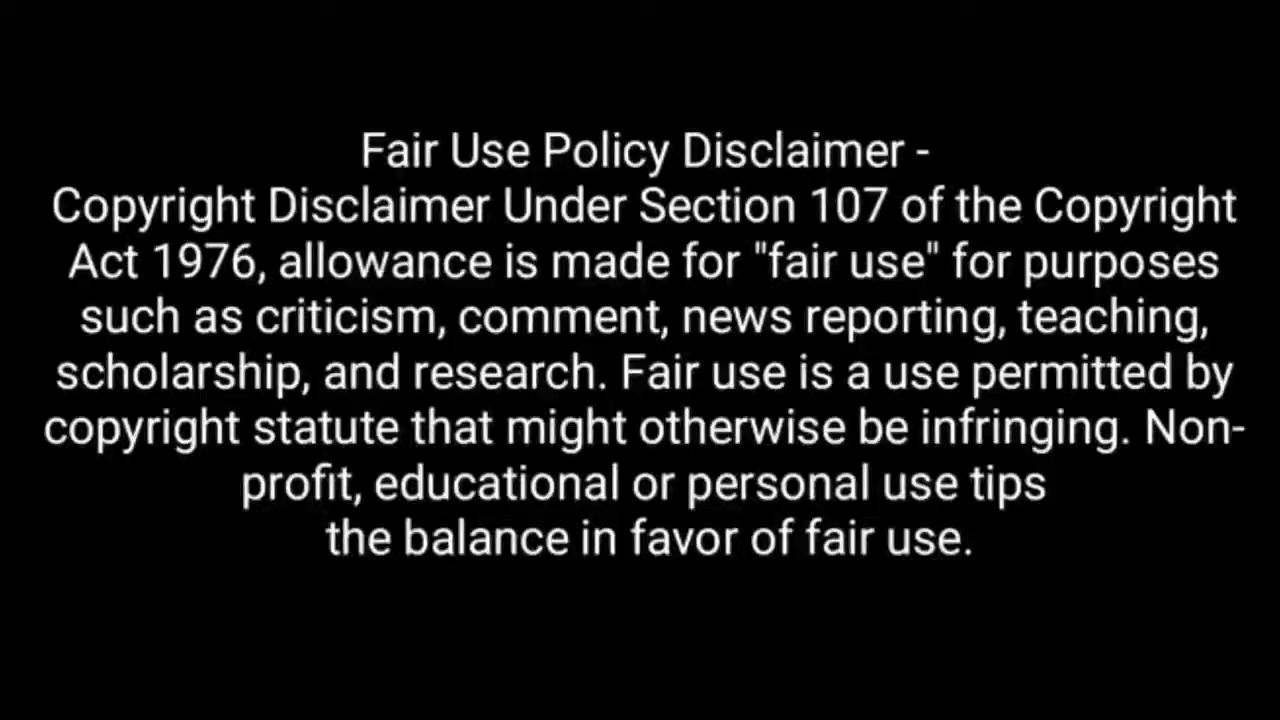 Fair Use Policy Disclaimer -
Copyright Disclaimer Under Section 107 of the Copyright
Act 1976, allowance is made for "fair use" for purposes
such as criticism, comment, news reporting, teaching,
scholarship, and research. Fair use is a use permitted by
copyright statute that might otherwise be infringing. Non-
profit, educational or personal use tips
the balance in favor of fair use.